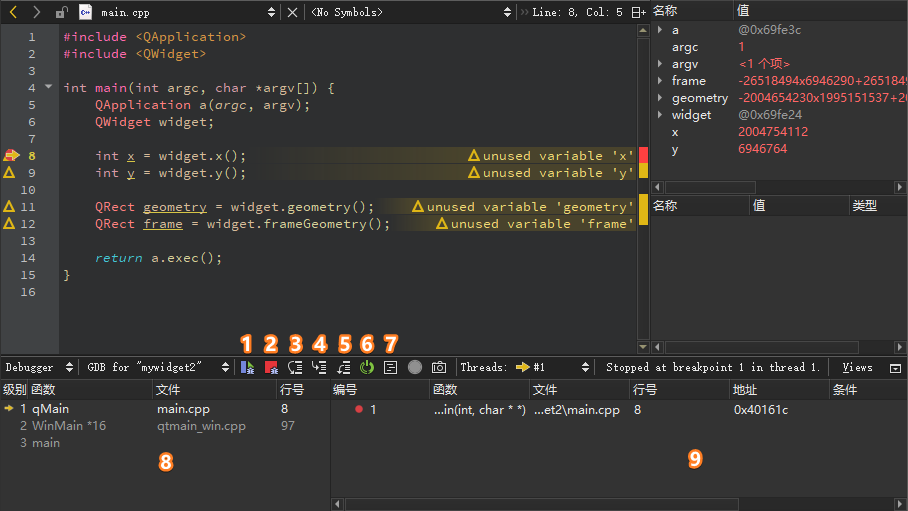 main.cpp <No Symbols> Line: 8, Col: 5
1 #include <QApplication>
2 #include <QWidget>
3
4 int main(int argc, char *argv[]) {
5 QApplication a(argc, argv);
6 QWidget widget;
7
8 int x = widget.x(); unused variable 'x'
9 int y = widget.y(); unused variable 'y'
10
11 QRect geometry = widget.geometry(); unused variable 'geometry'
12 QRect frame = widget.frameGeometry(); unused variable 'frame'
13
14 return a.exec();
15 }
16
名称 值
a @0x69fe3c
argc 1
argv <1 个项>
frame -26518494x6946290+265184
geometry -2004654230x1995151537+20
widget @0x69fe24
x 2004754112
y 6946764
名称 值 类型
1 2 3 4 5 6 7
Debugger GDB for "mywidget2" Threads: #1 Stopped at breakpoint 1 in thread 1. Views
级别 函数 文件 行号
1 qMain main.cpp 8
2 WinMain *16 qtmain_win.cpp 97
3 main
8
编号 函数 文件 行号 地址 条件
1 ...in(int, char * *) ...et2\main.cpp 8 0x40161c
9